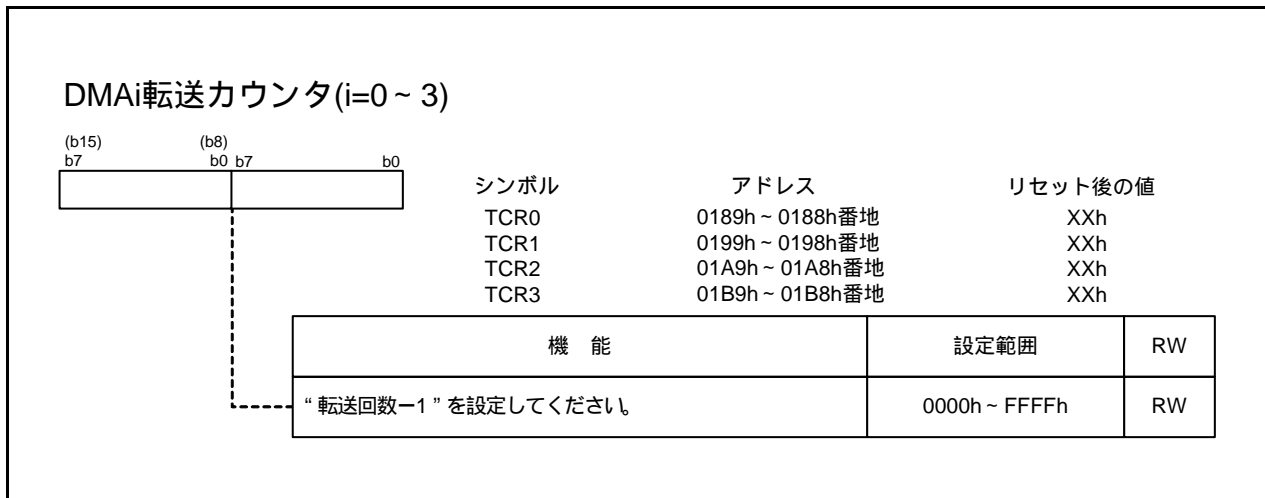 DMAi転送カウンタ(i=0 ~ 3)
(b15) (b8)
b7 b0 b7 b0
シンボル アドレス リセット後の値
TCR0 0189h ~ 0188h番地 XXh
TCR1 0199h ~ 0198h番地 XXh
TCR2 01A9h ~ 01A8h番地 XXh
TCR3 01B9h ~ 01B8h番地 XXh
機 能 設定範囲 RW
“ 転送回数ー1 ” を設定してください。 0000h ~ FFFFh RW